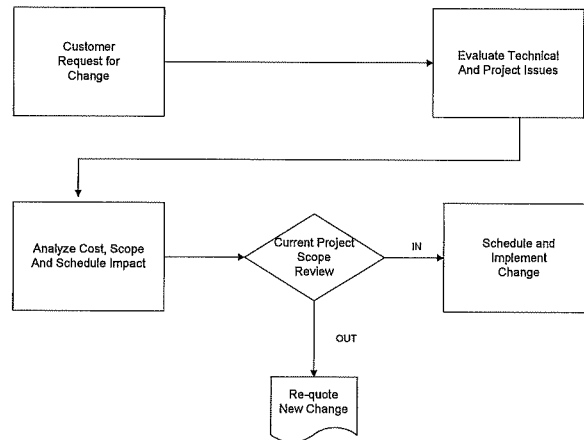 Customer
Request for
Change
Evaluate Technical
And Project Issues
Analyze Cost, Scope
And Schedule Impact
Current Project
Scope
Review
IN
Schedule and
Implement
Change
OUT
Re-quote
New Change